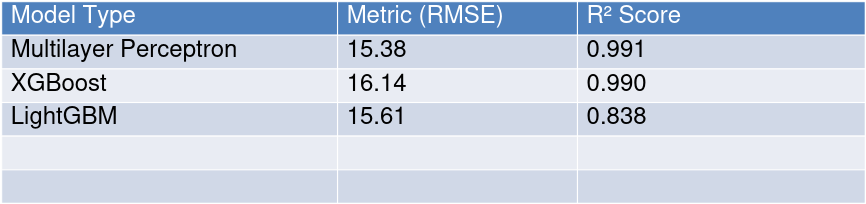 Model Type Metric (RMSE) R² Score
Multilayer Perceptron 15.38 0.991
XGBoost 16.14 0.990
LightGBM 15.61 0.838